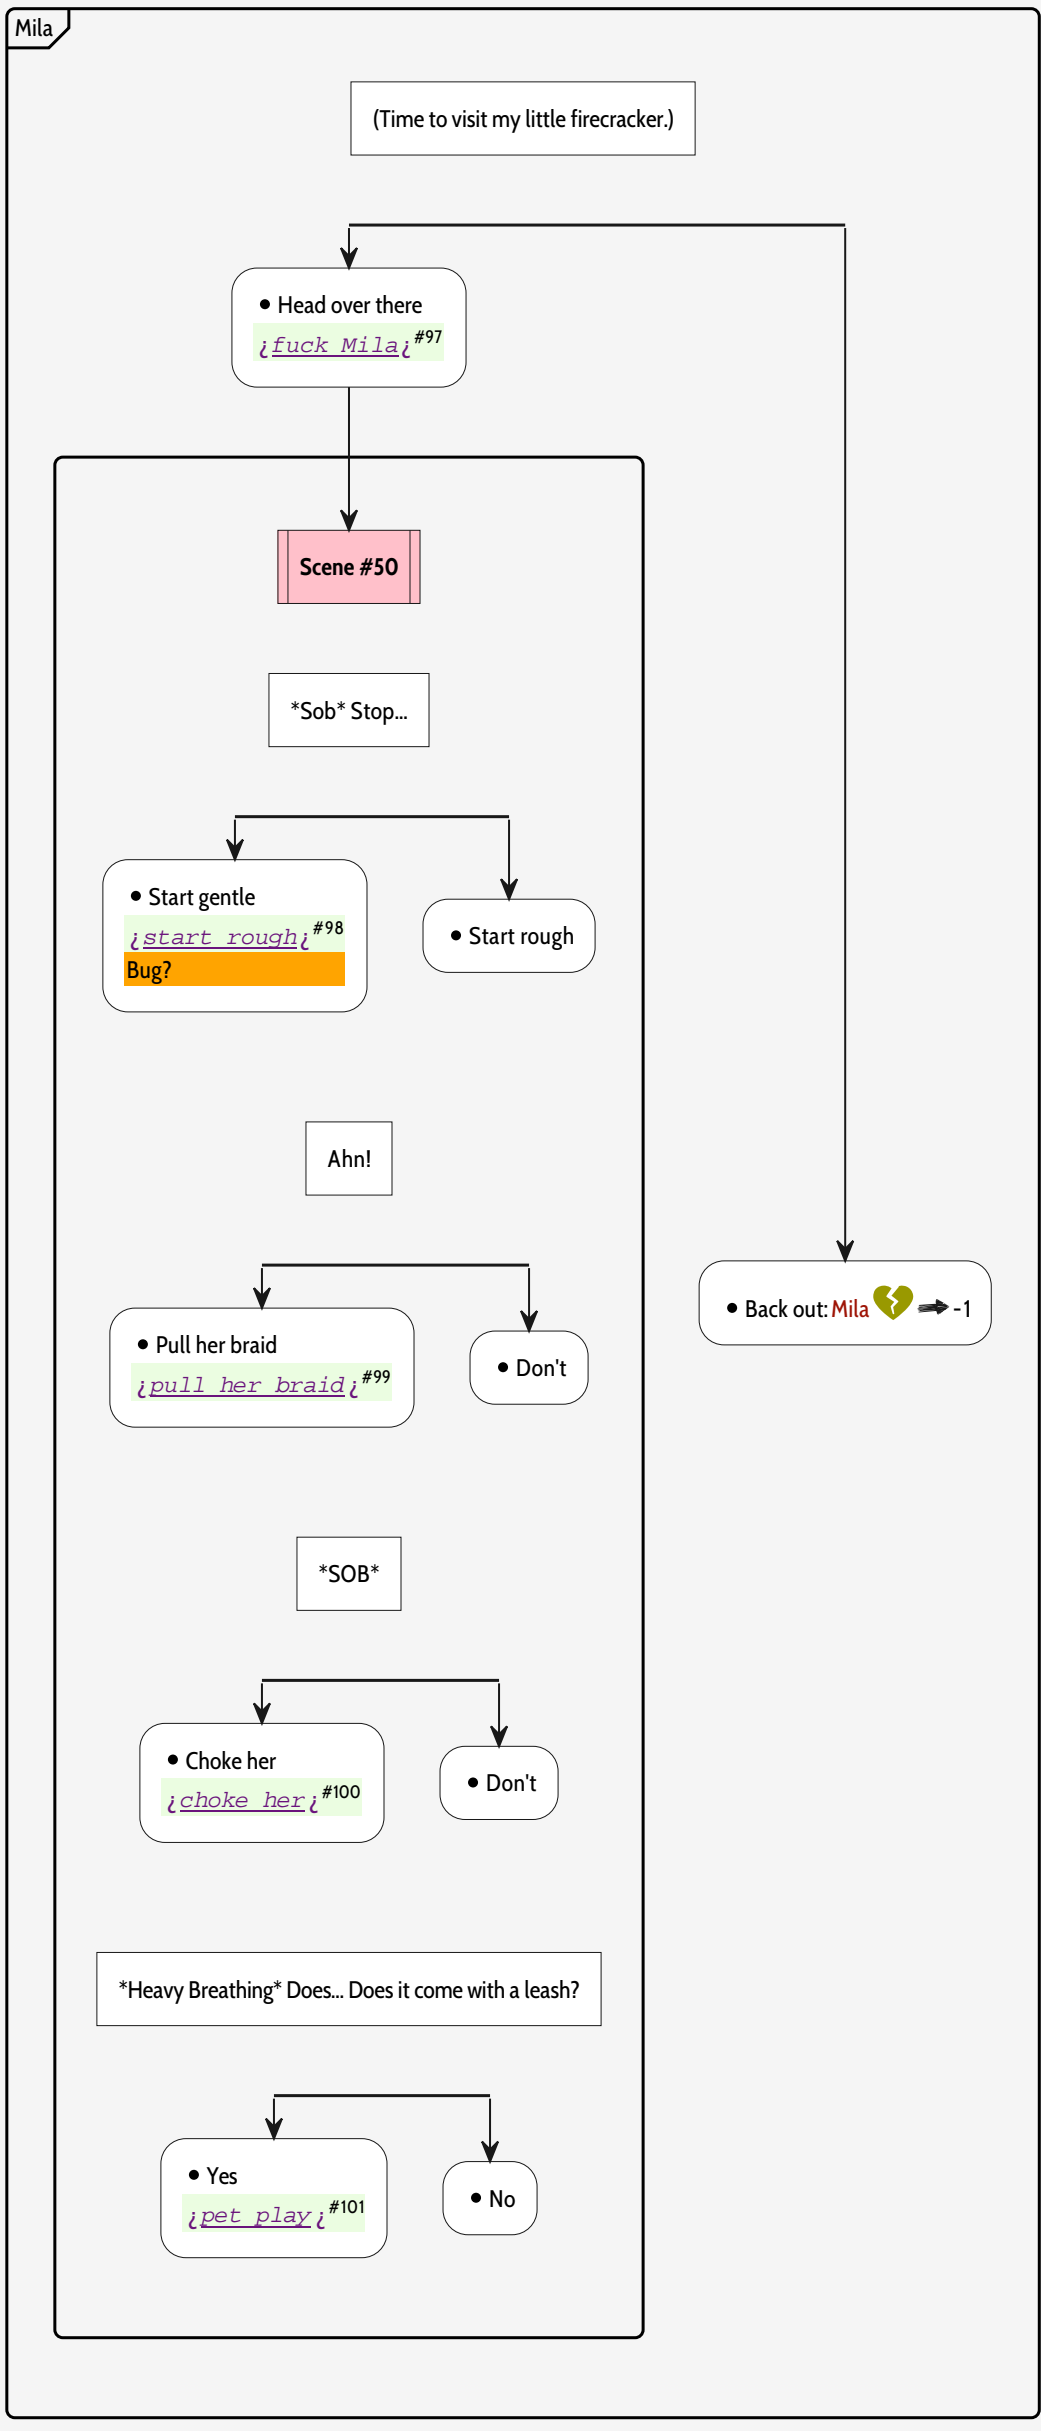 Mila
(Time to visit my little firecracker.)
• Head over there
¿fuck Mila¿#97
Scene #50
*Sob* Stop...
• Start gentle
¿start rough¿#98
Bug?
• Start rough
Ahn!
• Pull her braid
¿pull her braid¿#99
• Don't
• Back out: Mila -1
*SOB*
• Choke her
¿choke her¿#100
• Don't
*Heavy Breathing* Does... Does it come with a leash?
• Yes
¿pet play¿#101
• No